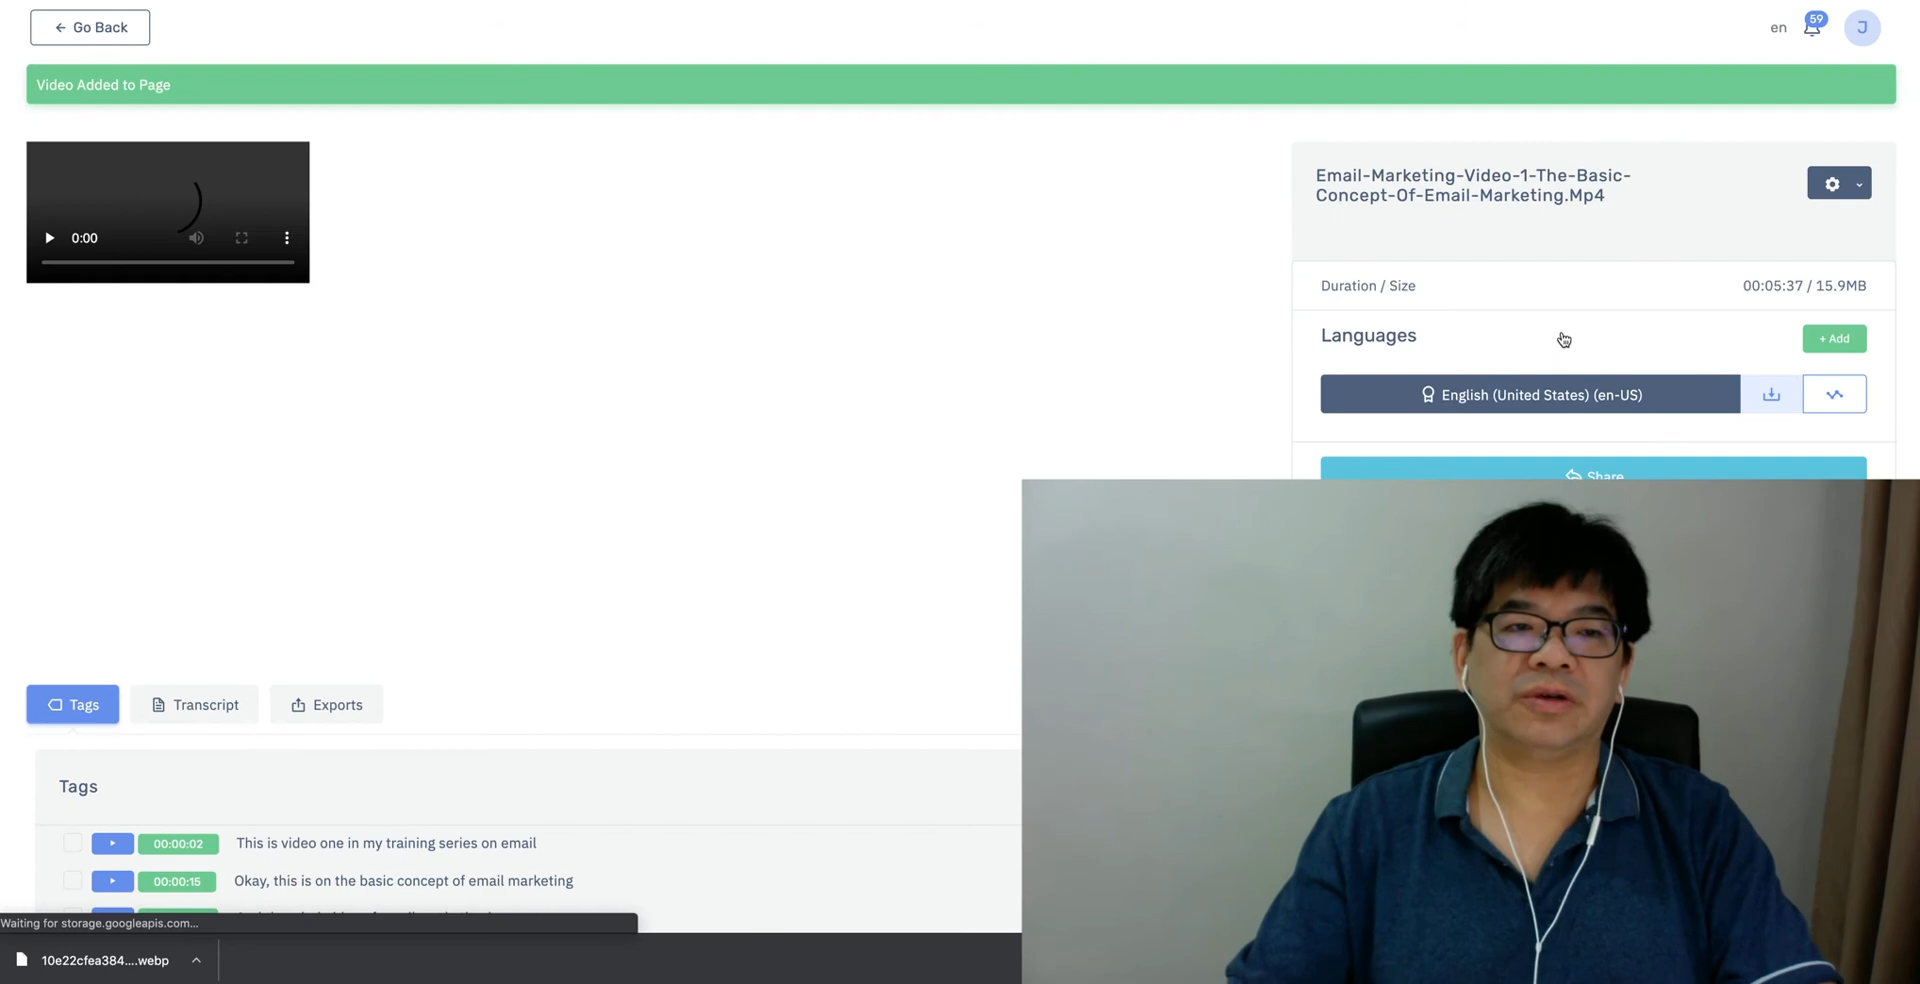 ← Go Back
en
59
J
Video Added to Page
0:00
Email-Marketing-Video-1-The-Basic-
Concept-Of-Email-Marketing.Mp4
Duration / Size
00:05:37 / 15.9MB
Languages
+ Add
English (United States) (en-US)
Share
Tags
Transcript
Exports
Tags
00:00:02
This is video one in my training series on email
00:00:15
Okay, this is on the basic concept of email marketing
Waiting for storage.googleapis.com...
10e22cfea384....webp